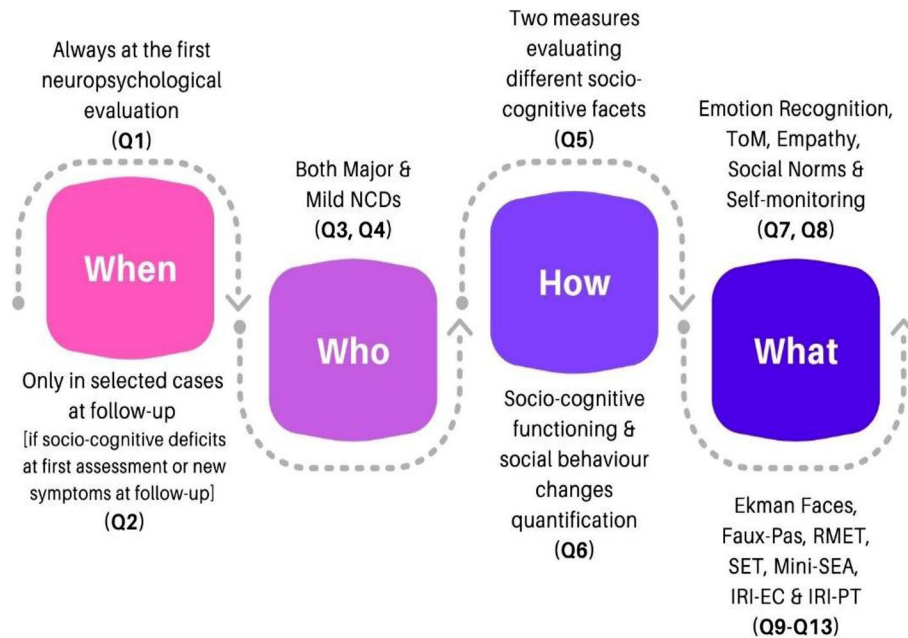 Always at the first
neuropsychological
evaluation
(Q1)
When
Only in selected cases
at follow-up
[if socio-cognitive deficits
at first assessment or new
symptoms at follow-up]
(Q2)
Both Major &
Mild NCDs
(Q3, Q4)
Who
Two measures
evaluating
different socio-
cognitive facets
(Q5)
How
Socio-cognitive
functioning &
social behaviour
changes
quantification
(Q6)
Emotion Recognition,
ToM, Empathy,
Social Norms &
Self-monitoring
(Q7, Q8)
What
Ekman Faces,
Faux-Pas, RMET,
SET, Mini-SEA,
IRI-EC & IRI-PT
(Q9-Q13)